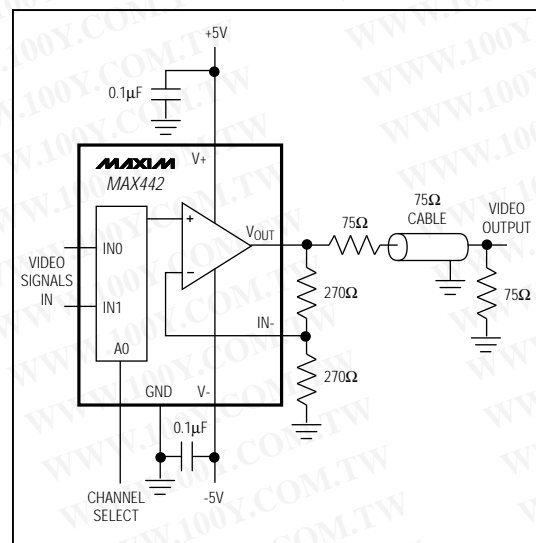 +5V
0.1µF
MAXIM
MAX442
V+
75Ω
CABLE
VIDEO
OUTPUT
75Ω
VOUT
VIDEO
SIGNALS
IN
IN0
IN1
A0
+
-
270Ω
75Ω
IN-
270Ω
GND
V-
0.1µF
CHANNEL
SELECT
-5V
WWW.100Y.COM.TW